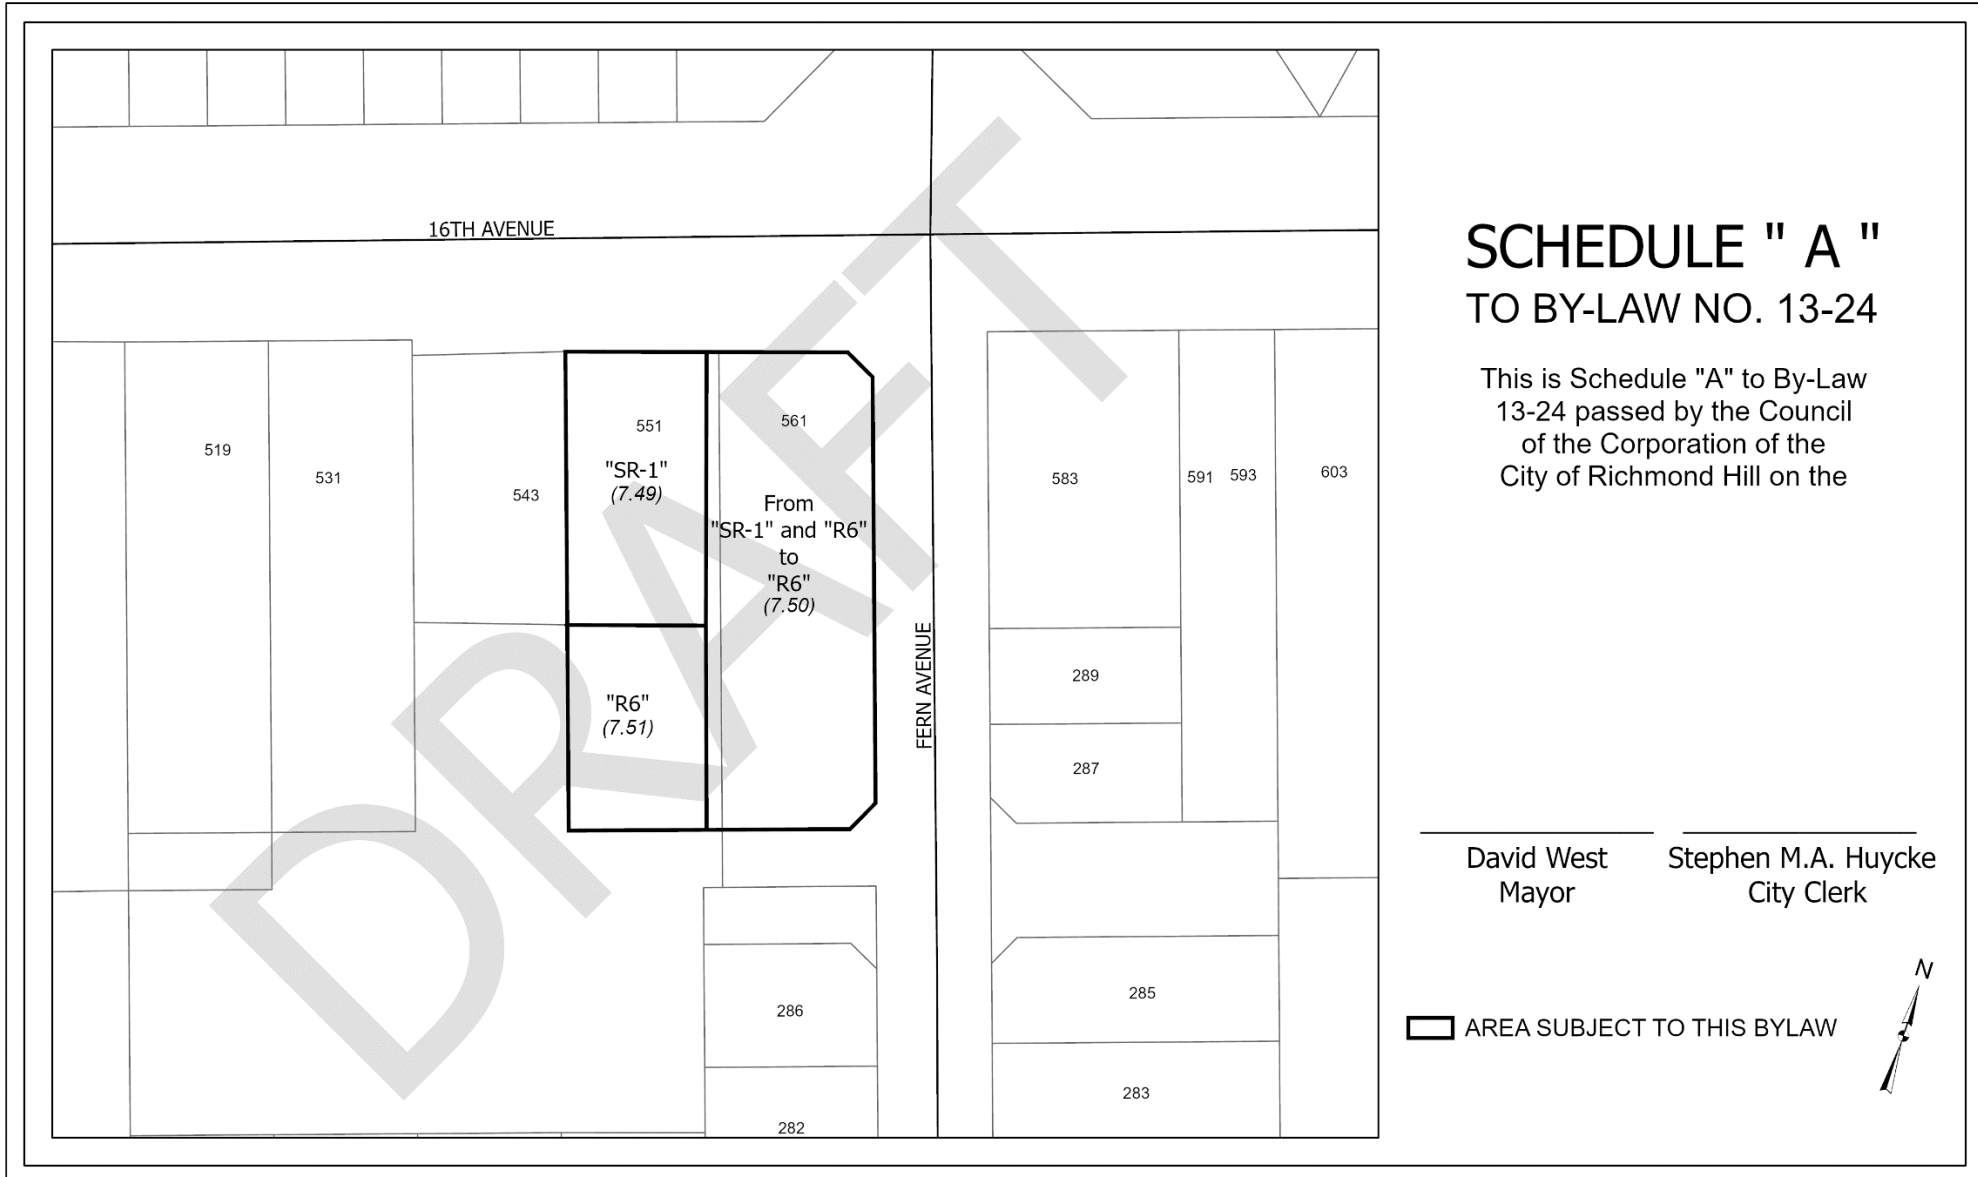 16TH AVENUE
519
531
543
551
"SR-1"
(7.49)
"R6"
(7.51)
561
From
"SR-1" and "R6"
to
"R6"
(7.50)
FERN AVENUE
583
591
593
603
289
287
286
285
283
282
DRAFT
SCHEDULE " A "
TO BY-LAW NO. 13-24
This is Schedule "A" to By-Law
13-24 passed by the Council
of the Corporation of the
City of Richmond Hill on the
David West
Mayor
Stephen M.A. Huycke
City Clerk
N
AREA SUBJECT TO THIS BYLAW